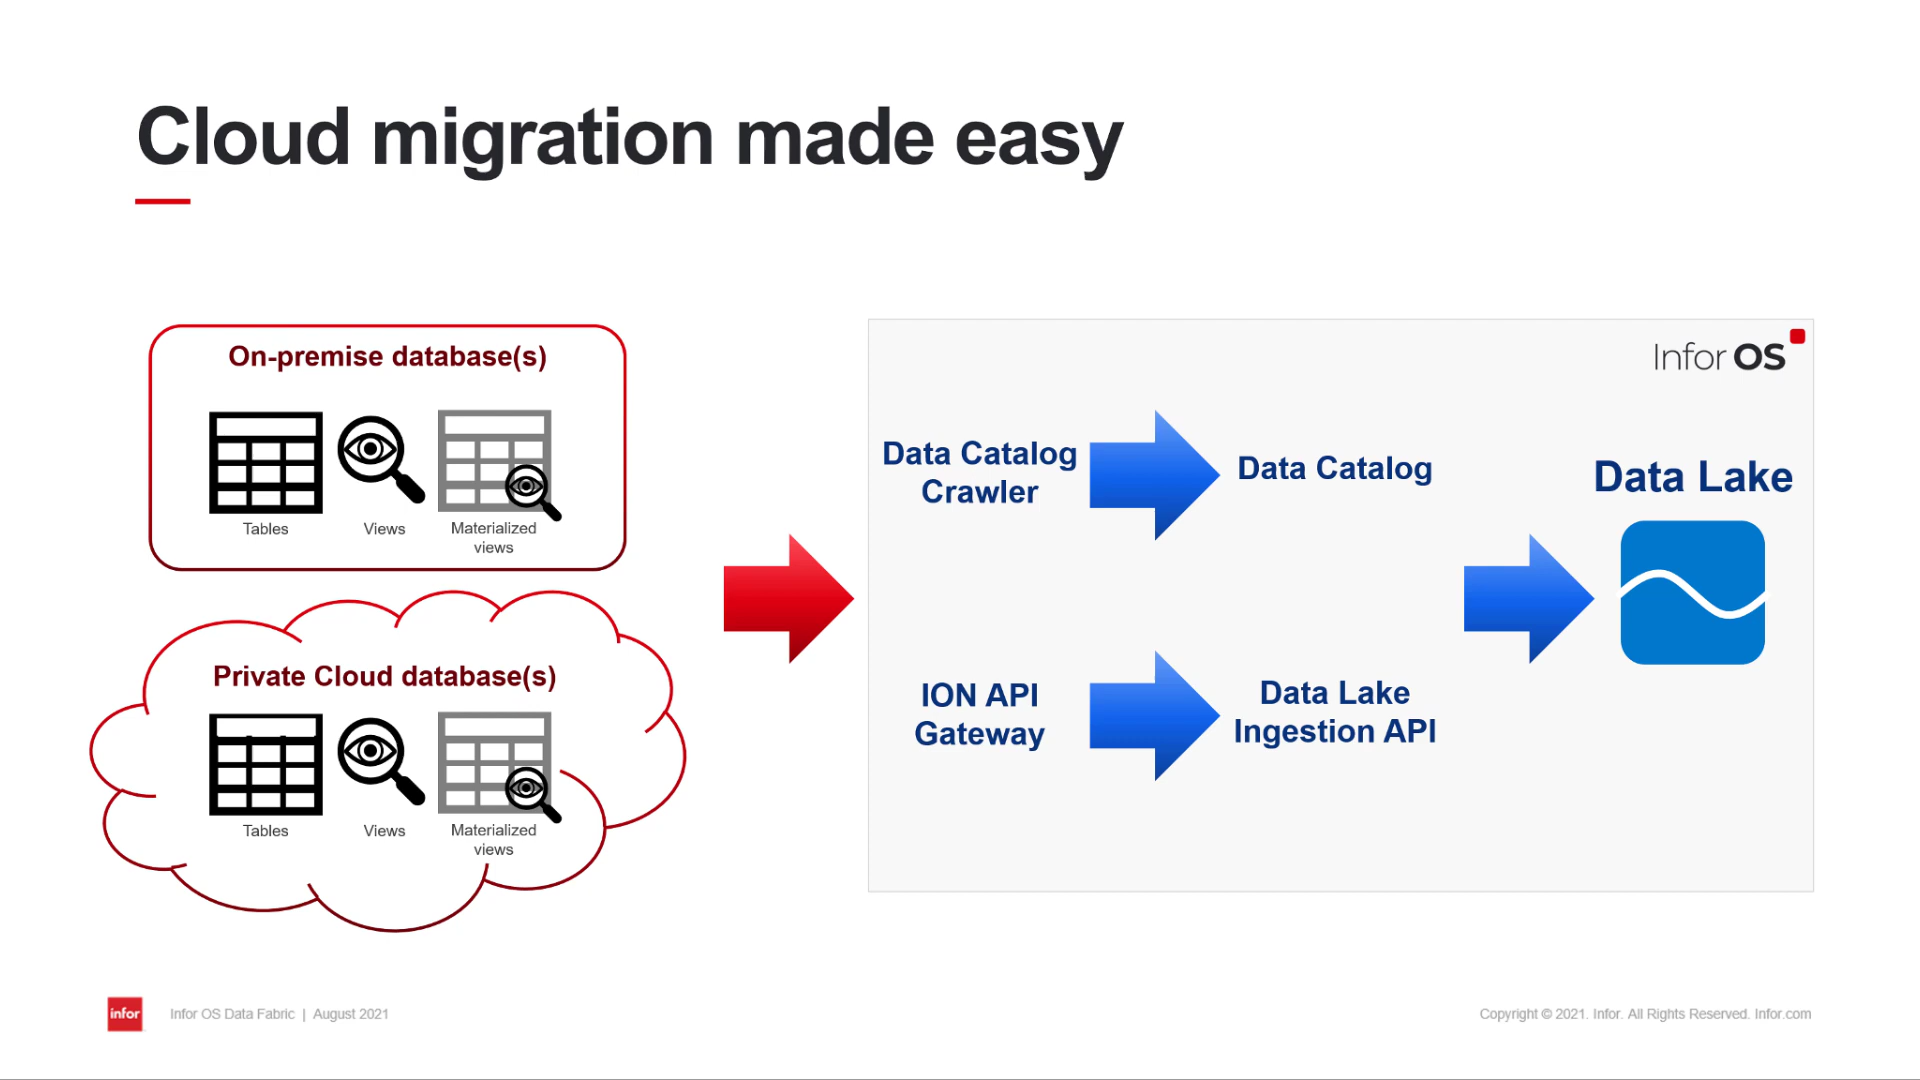 Cloud migration made easy
On-premise database(s)
Tables
Views
Materialized
views
Private Cloud database(s)
Tables
Views
Materialized
views
Infor OS
Data Catalog
Crawler
Data Catalog
ION API
Gateway
Data Lake
Ingestion API
Data Lake
infor
Infor OS Data Fabric | August 2021
Copyright © 2021. Infor. All Rights Reserved. Infor.com